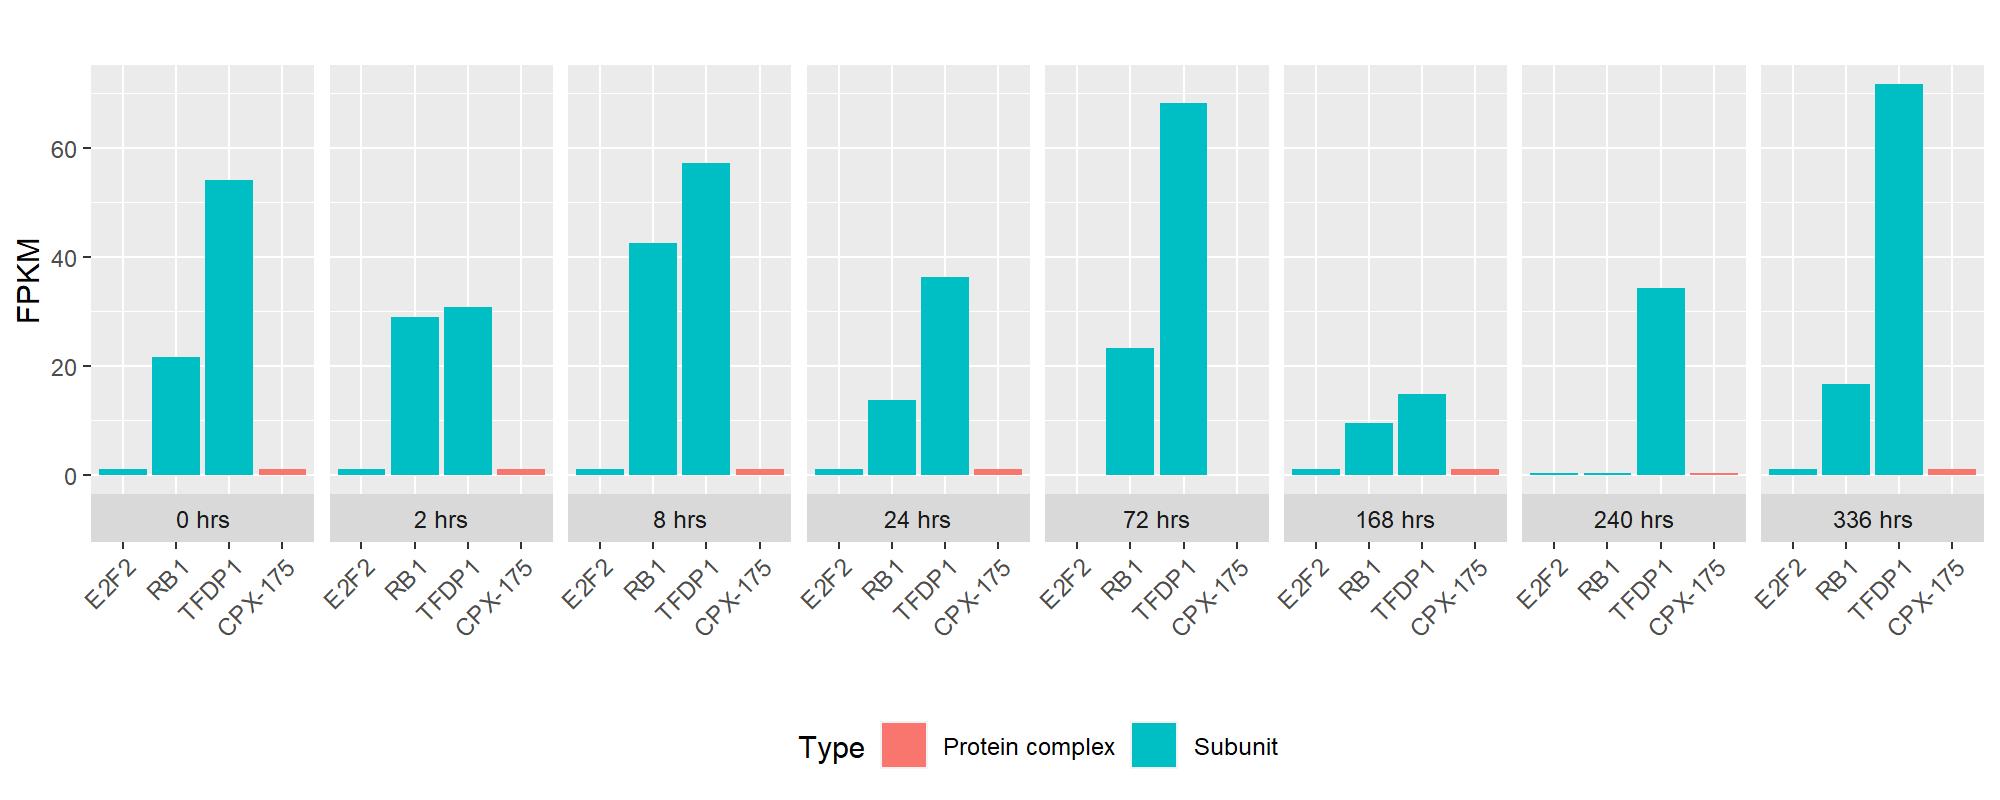 FPKM
60
40
20
0
0 hrs 2 hrs 8 hrs 24 hrs 72 hrs 168 hrs 240 hrs 336 hrs
E2F2 RB1 TFDP1 CPX-175 E2F2 RB1 TFDP1 CPX-175 E2F2 RB1 TFDP1 CPX-175 E2F2 RB1 TFDP1 CPX-175 E2F2 RB1 TFDP1 CPX-175 E2F2 RB1 TFDP1 CPX-175 E2F2 RB1 TFDP1 CPX-175 E2F2 RB1 TFDP1 CPX-175
Type Protein complex Subunit